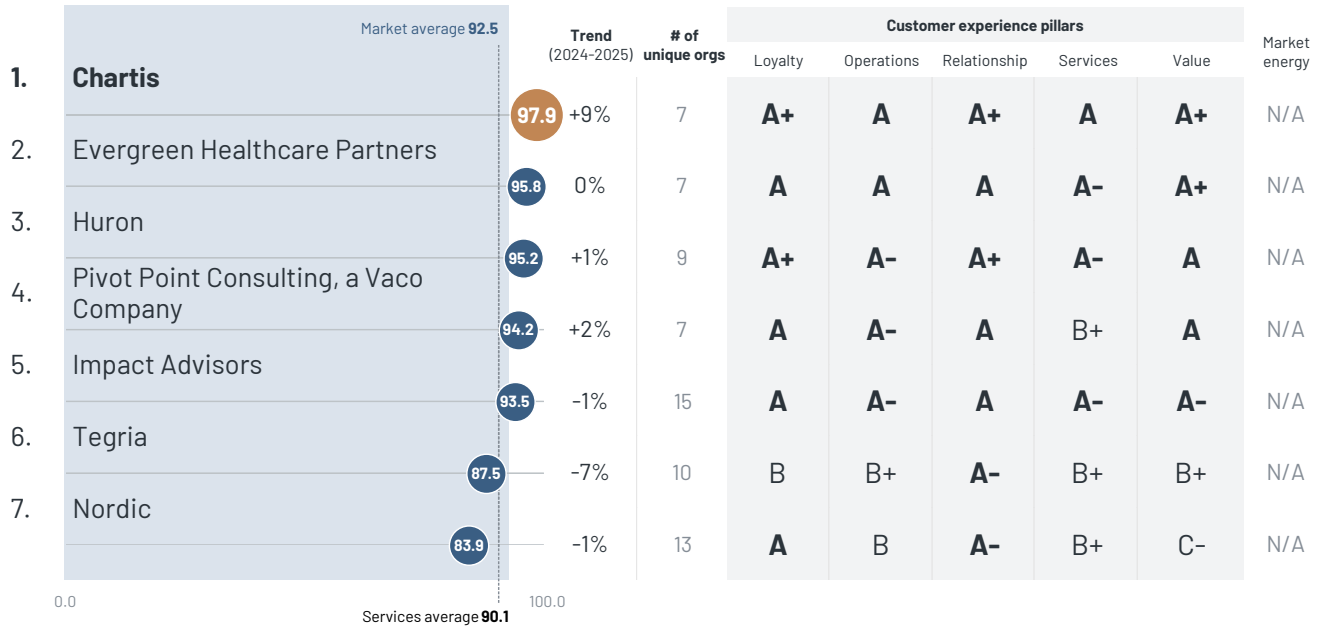 Market average 92.5
Trend
(2024-2025)
# of
unique orgs
Customer experience pillars
Loyalty Operations Relationship Services Value
Market
energy
1. Chartis
97.9 +9% 7 A+ A A+ A A+ N/A
2. Evergreen Healthcare Partners
95.8 0% 7 A A A A- A+ N/A
3. Huron
95.2 +1% 9 A+ A- A+ A- A N/A
4. Pivot Point Consulting, a Vaco
Company
94.2 +2% 7 A A- A B+ A N/A
5. Impact Advisors
93.5 -1% 15 A A- A A- A- N/A
6. Tegria
87.5 -7% 10 B B+ A- B+ B+ N/A
7. Nordic
83.9 -1% 13 A B A- B+ C- N/A
0.0 100.0
Services average 90.1